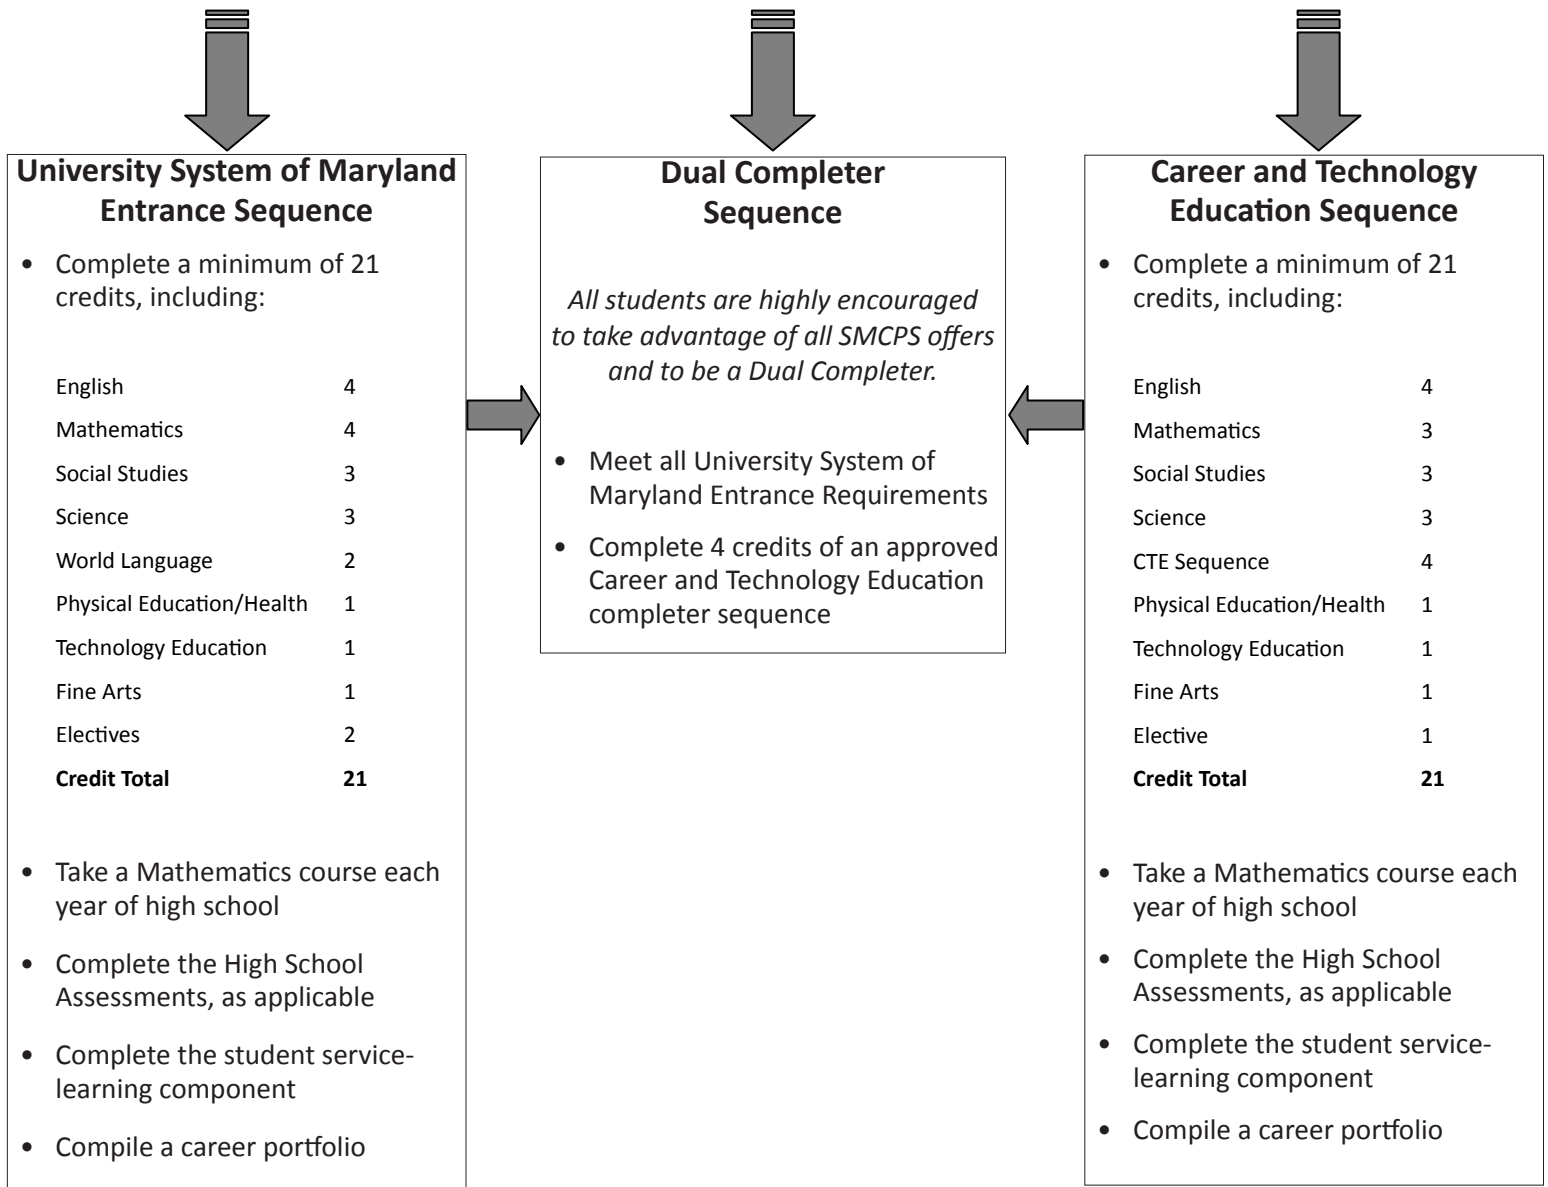 University System of Maryland
Entrance Sequence
• Complete a minimum of 21
credits, including:
English 4
Mathematics 4
Social Studies 3
Science 3
World Language 2
Physical Education/Health 1
Technology Education 1
Fine Arts 1
Electives 2
Credit Total 21
• Take a Mathematics course each
year of high school
• Complete the High School
Assessments, as applicable
• Complete the student service-
learning component
• Compile a career portfolio
Dual Completer
Sequence
All students are highly encouraged
to take advantage of all SMCPS offers
and to be a Dual Completer.
• Meet all University System of
Maryland Entrance Requirements
• Complete 4 credits of an approved
Career and Technology Education
completer sequence
Career and Technology
Education Sequence
• Complete a minimum of 21
credits, including:
English 4
Mathematics 3
Social Studies 3
Science 3
CTE Sequence 4
Physical Education/Health 1
Technology Education 1
Fine Arts 1
Elective 1
Credit Total 21
• Take a Mathematics course each
year of high school
• Complete the High School
Assessments, as applicable
• Complete the student service-
learning component
• Compile a career portfolio